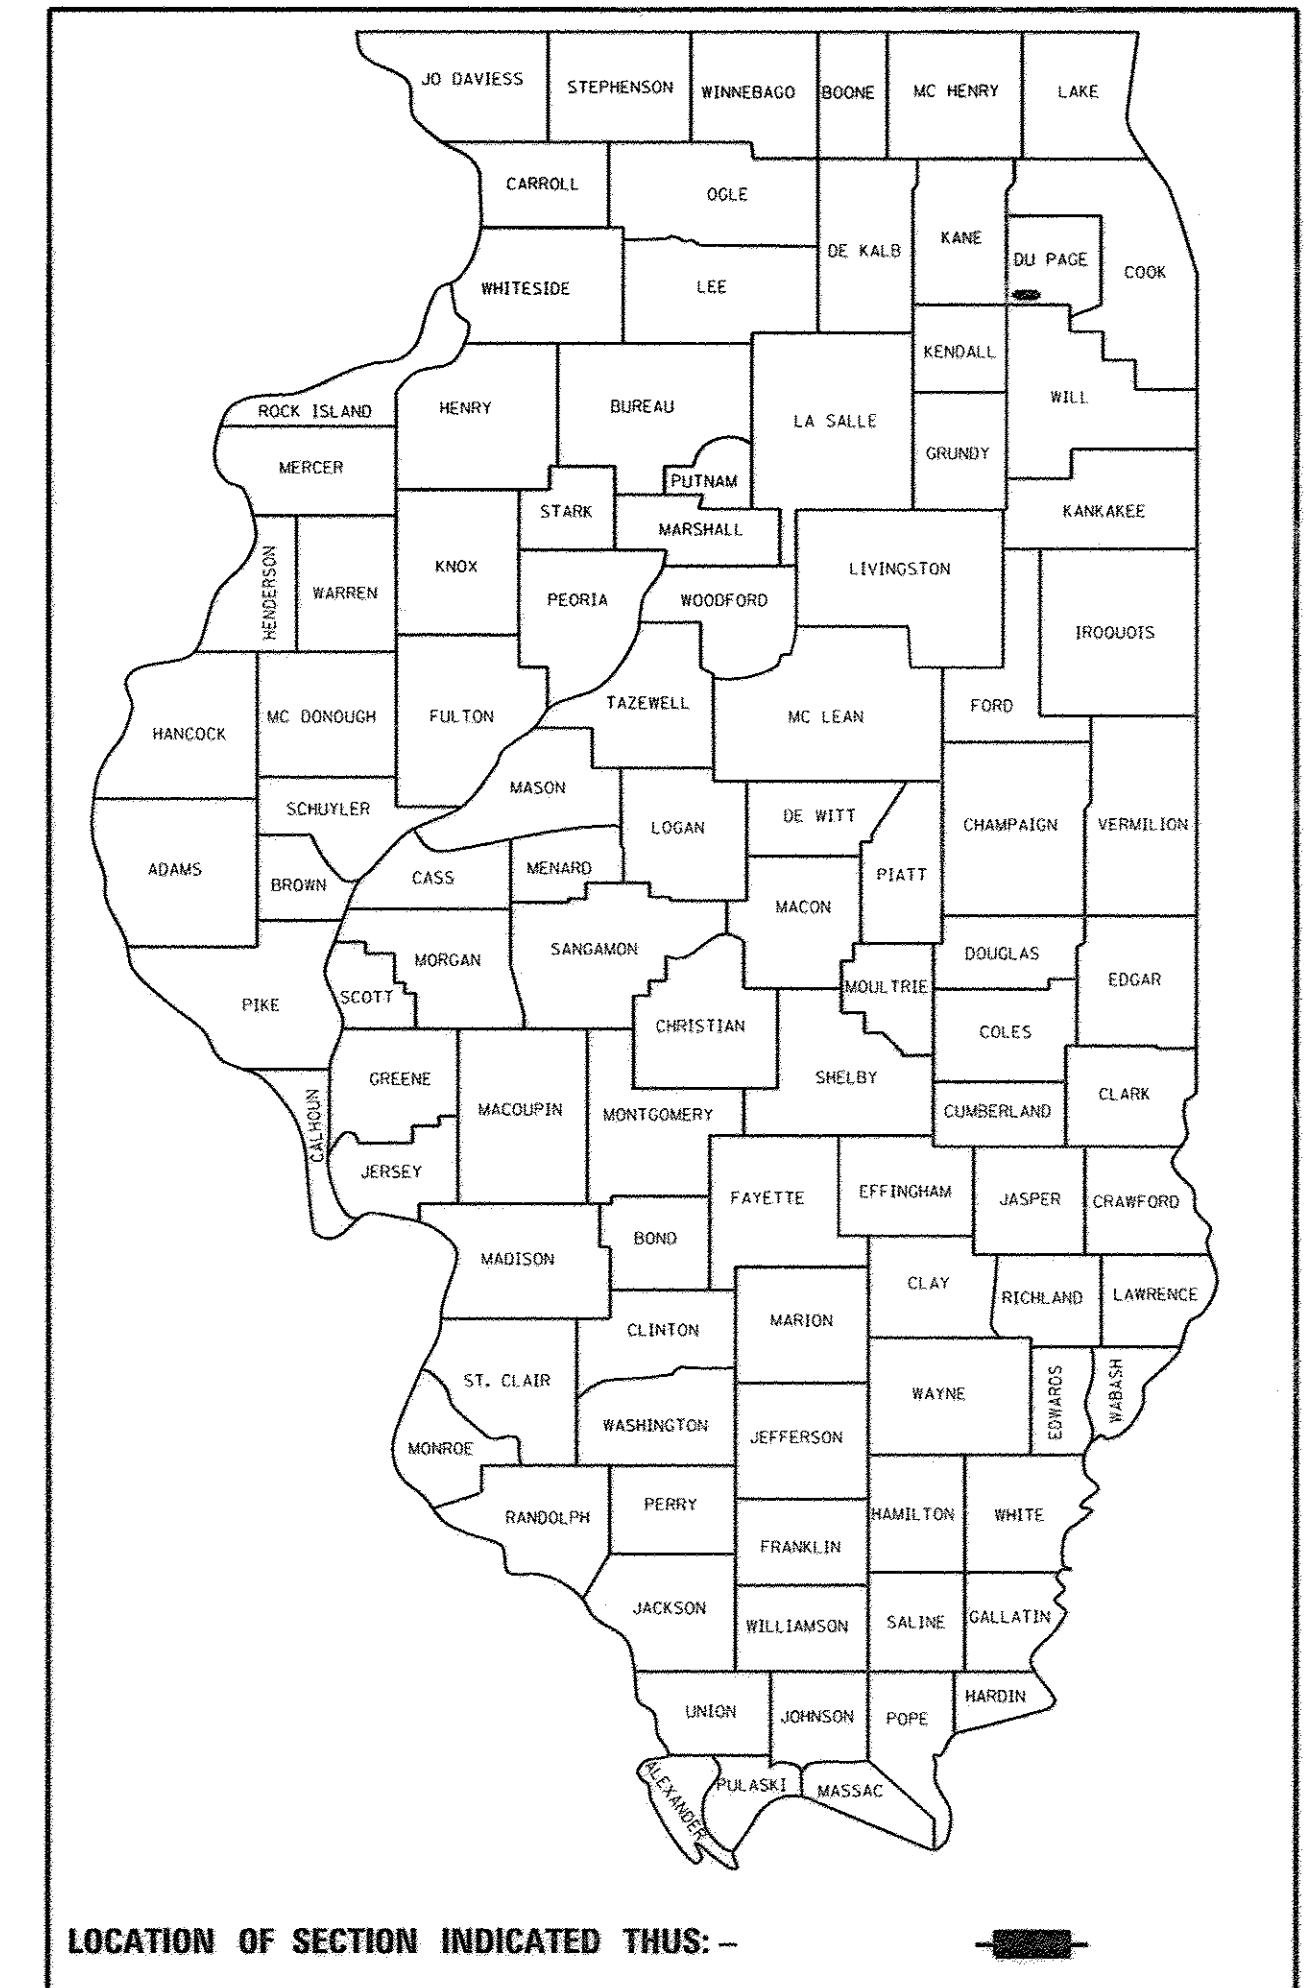 JO DAVIESS
STEPHENSON
WINNEBAGO
BOONE
MC HENRY
LAKE
CARROLL
OGLE
DE KALB
KANE
DU PAGE
COOK
WHITESIDE
LEE
KENDALL
WILL
ROCK ISLAND
HENRY
BUREAU
LA SALLE
GRUNDY
MERCER
PUTNAM
KANKAKEE
STARK
MARSHALL
HENDERSON
WARREN
KNOX
PEORIA
WOODFORD
LIVINGSTON
IROQUOIS
HANCOCK
MC DONOUGH
FULTON
TAZEWELL
MC LEAN
FORD
SCHUYLER
MASON
LOGAN
DE WITT
CHAMPAIGN
VERMILION
ADAMS
BROWN
CASS
MENARD
PIATT
MACON
PIKE
SCOTT
MORGAN
SANGAMON
MOULTRIE
DOUGLAS
EDGAR
CHRISTIAN
COLES
CALHOUN
GREENE
MACOUPIN
MONTGOMERY
SHELBY
CUMBERLAND
CLARK
JERSEY
FAYETTE
EFFINGHAM
JASPER
CRAWFORD
MADISON
BOND
CLAY
RICHLAND
LAWRENCE
CLINTON
MARION
ST. CLAIR
WAYNE
EDWARDS
WABASH
MONROE
WASHINGTON
JEFFERSON
RANDOLPH
PERRY
FRANKLIN
HAMILTON
WHITE
JACKSON
WILLIAMSON
SALINE
GALLATIN
UNION
JOHNSON
POPE
HARDIN
ALEXANDER
PULASKI
MASSAC
LOCATION OF SECTION INDICATED THUS: –